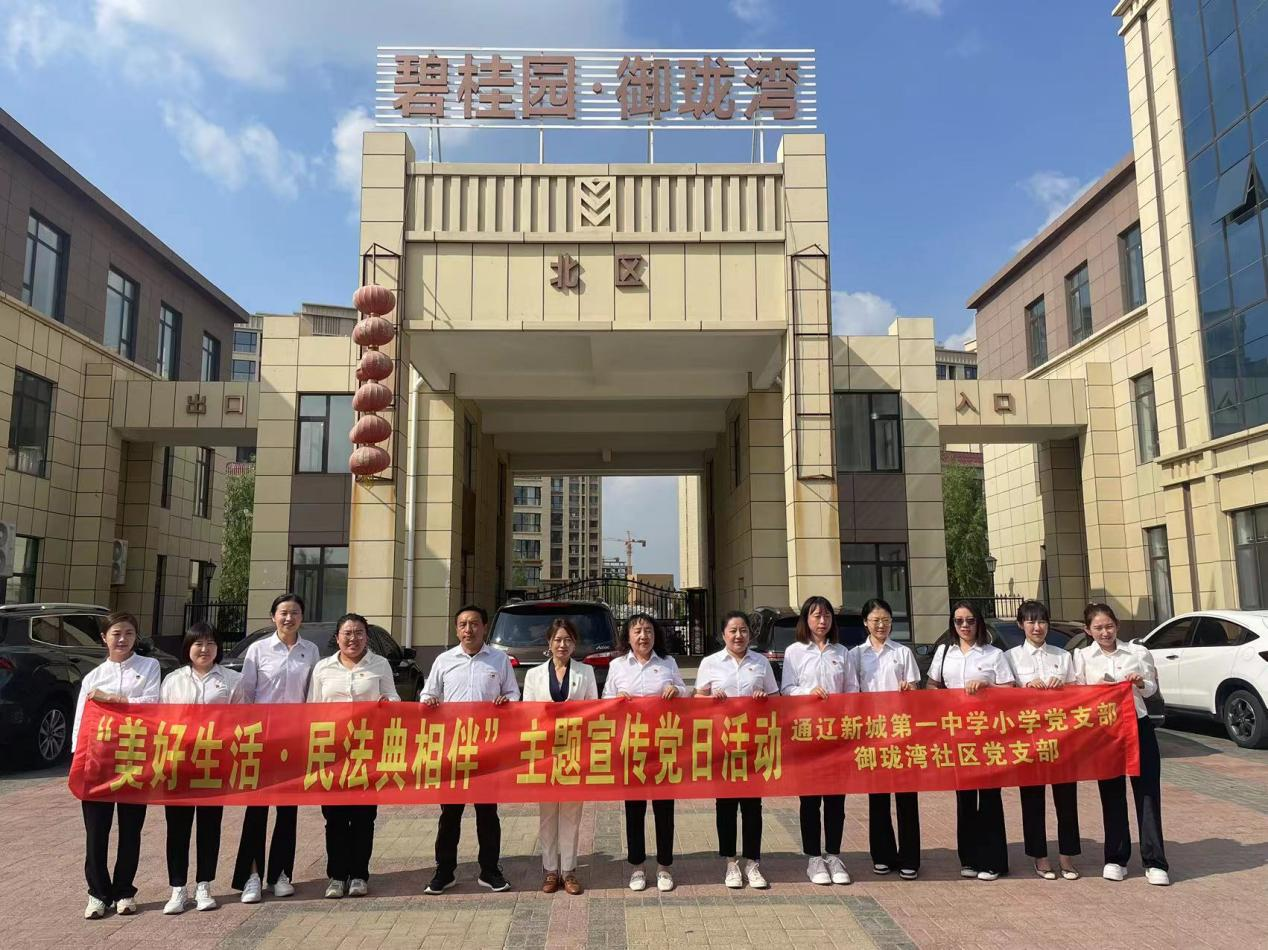 碧桂园·御珑湾
北区
出口
入口
“美好生活·民法典相伴”主题宣传党日活动
通辽新城第一中学小学党支部
御珑湾社区党支部